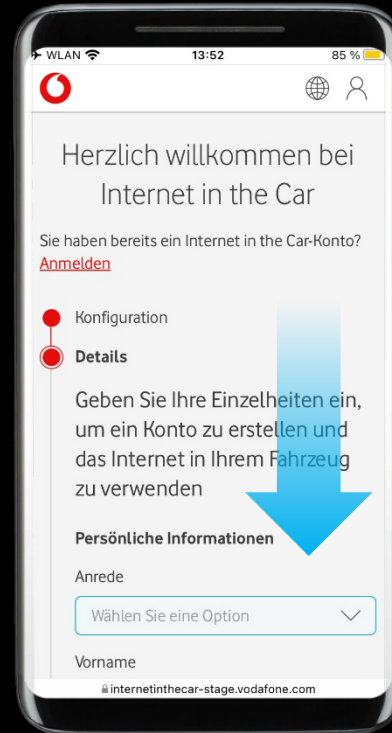 WLAN 13:52 85 %
Herzlich willkommen bei
Internet in the Car
Sie haben bereits ein Internet in the Car-Konto?
Anmelden
Konfiguration
Details
Geben Sie Ihre Einzelheiten ein,
um ein Konto zu erstellen und
das Internet in Ihrem Fahrzeug
zu verwenden
Persönliche Informationen
Anrede
Wählen Sie eine Option
Vorname
internetinthecar-stage.vodafone.com